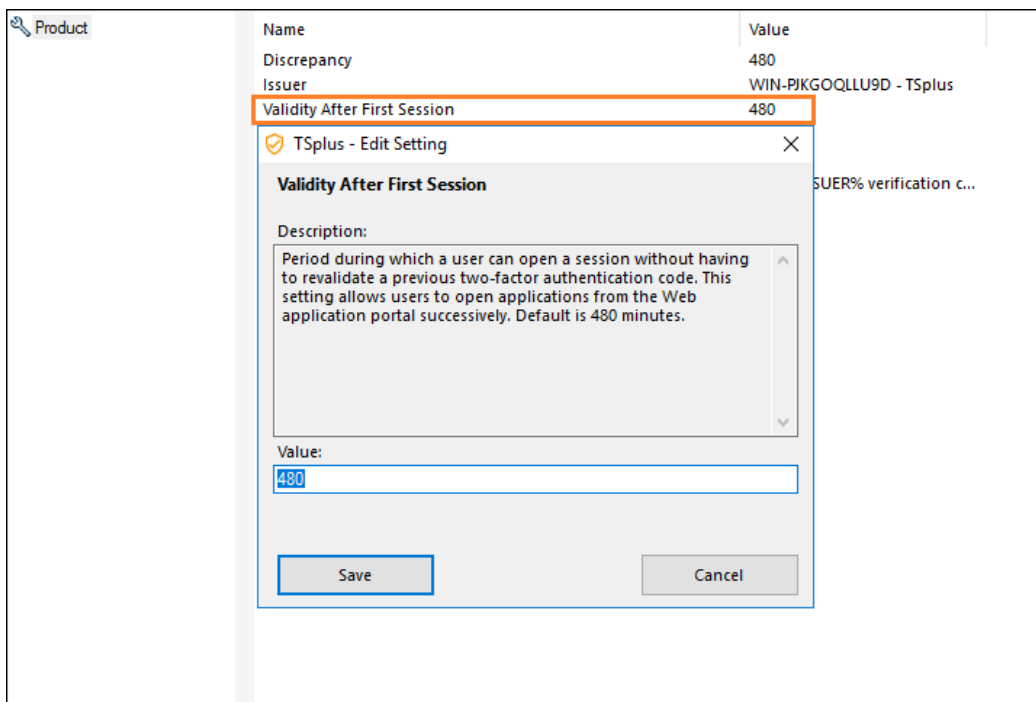 Product
Name Value
Discrepancy 480
Issuer WIN-PJKGOQLLU9D - TSplus
Validity After First Session 480
TSplus - Edit Setting
Validity After First Session
SUER% verification c...
Description:
Period during which a user can open a session without having
to revalidate a previous two-factor authentication code. This
setting allows users to open applications from the Web
application portal successively. Default is 480 minutes.
Value:
480
Save Cancel